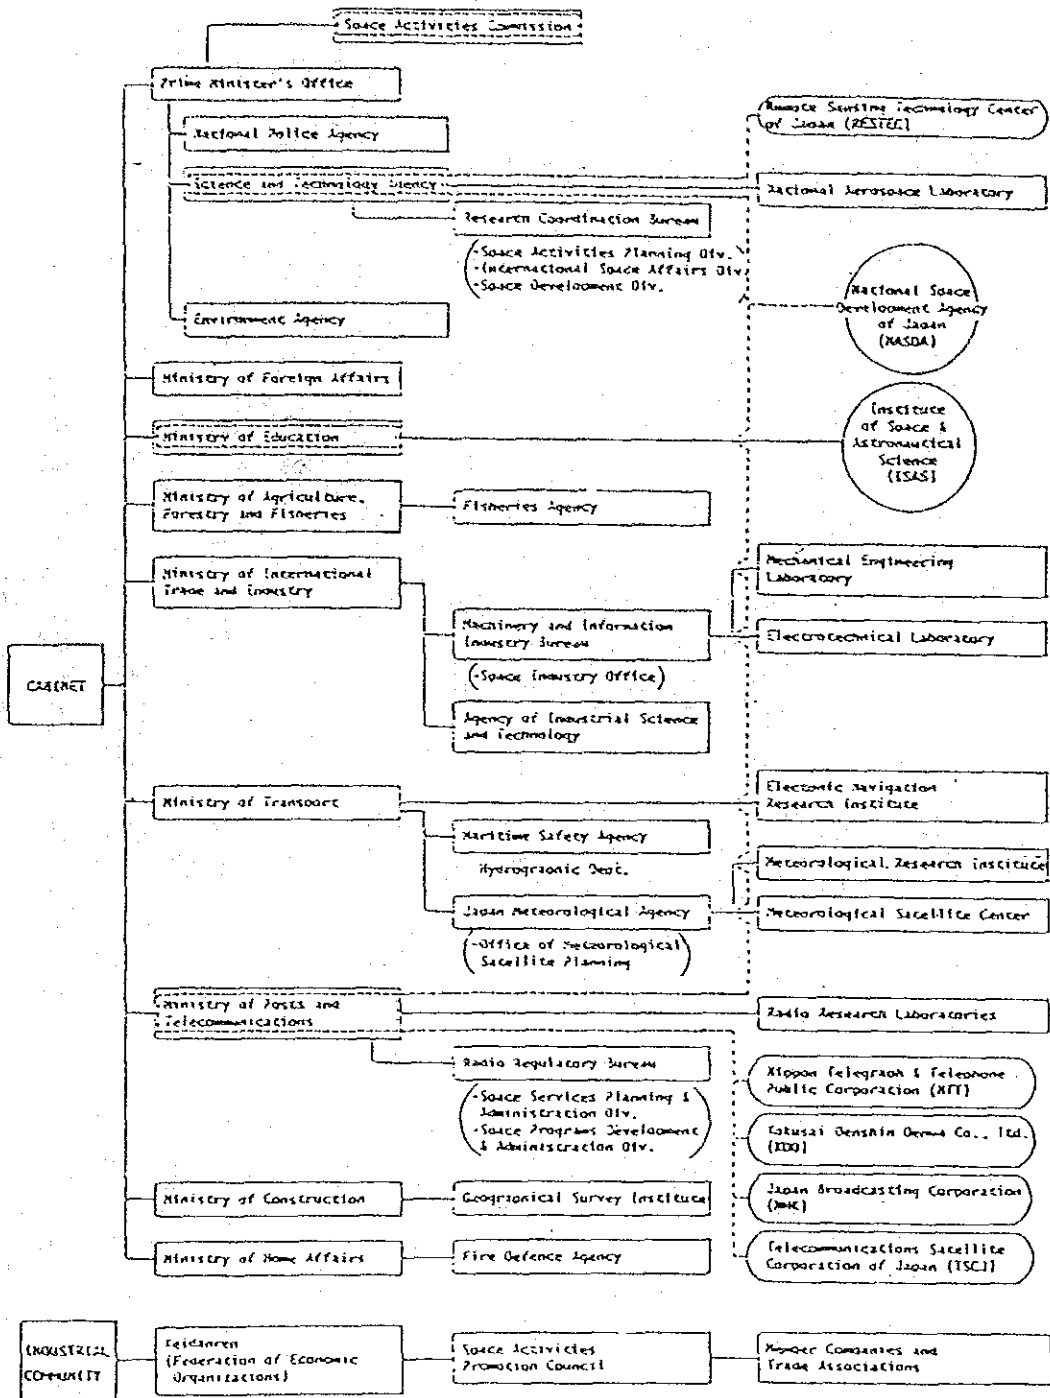 Space Activities Commission
Prime Minister's Office
National Police Agency
Science and Technology Agency
Research Coordination Bureau
-Space Activities Planning Div.
-International Space Affairs Div.
-Space Development Div.
Environment Agency
Remote Sensing Technology Center
of Japan (RESTEC)
National Aerospace Laboratory
National Space
Development Agency
of Japan
(NASDA)
Ministry of Foreign Affairs
Ministry of Education
Institute
of Space &
Astronautical
Science
(ISAS)
Ministry of Agriculture,
Forestry and Fisheries
Fisheries Agency
Ministry of International
Trade and Industry
Machinery and Information
Industry Bureau
(-Space Industry Office)
Agency of Industrial Science
and Technology
Mechanical Engineering
Laboratory
Electrotechnical Laboratory
CABINET
Ministry of Transport
Maritime Safety Agency
Hydrographic Dept.
Japan Meteorological Agency
(-Office of Meteorological
Satellite Planning)
Electonic Navigation
Research Institute
Meteorological Research Institute
Meteorological Satellite Center
Ministry of Posts and
Telecommunications
Radio Regulatory Bureau
-Space Services Planning &
Administration Div.
-Space Programs Development
& Administration Div.
Radio Research Laboratories
Nippon Telegraph & Telephone
Public Corporation (NTT)
Kokusai Denshin Denwa Co., Ltd.
(KDD)
Japan Broadcasting Corporation
(NHK)
Telecommunications Satellite
Corporation of Japan (TSCJ)
Ministry of Construction
Geographical Survey Institute
Ministry of Home Affairs
Fire Defence Agency
INDUSTRIAL
COMMUNITY
Keidanren
(Federation of Economic
Organizations)
Space Activities
Promotion Council
Member Companies and
Trade Associations